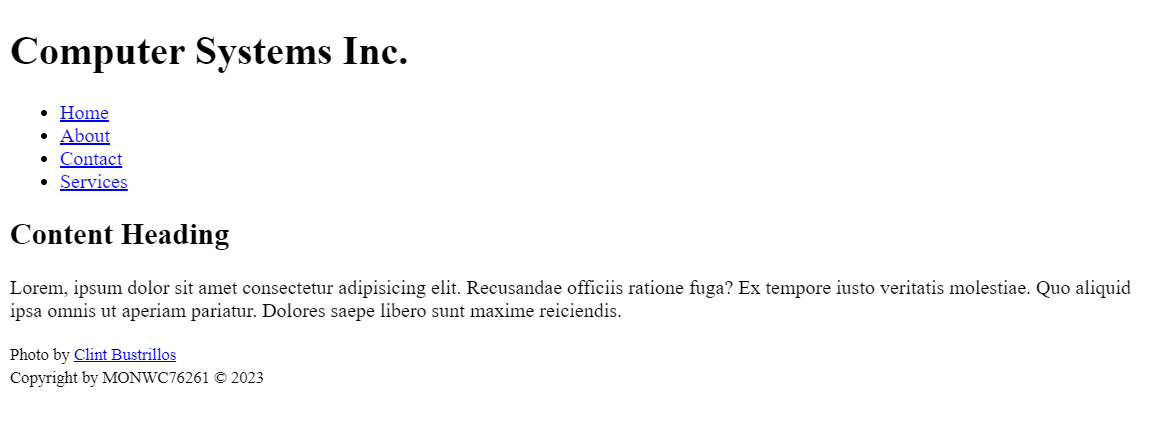 Computer Systems Inc.
Home
About
Contact
Services
Content Heading
Lorem, ipsum dolor sit amet consectetur adipisicing elit. Recusandae officiis ratione fuga? Ex tempore iusto veritatis molestiae. Quo aliquid
ipsa omnis ut aperiam pariatur. Dolores saepe libero sunt maxime reiciendis.
Photo by Clint Bustrillos
Copyright by MONWC76261 © 2023